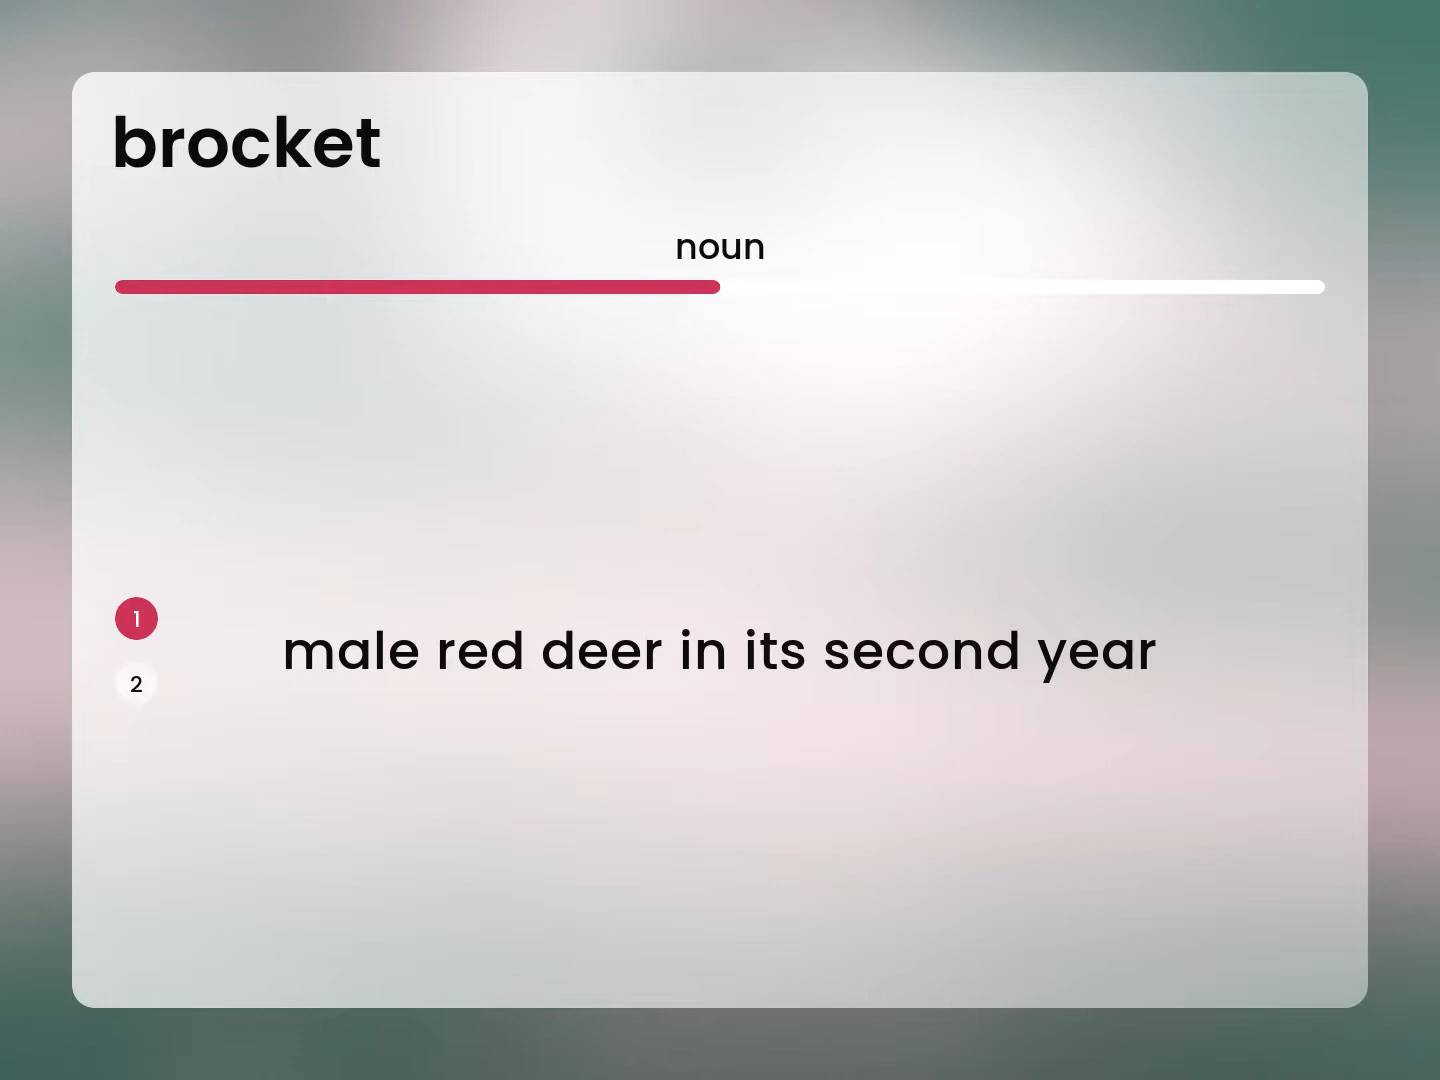 brocket
noun
1
2
male red deer in its second year